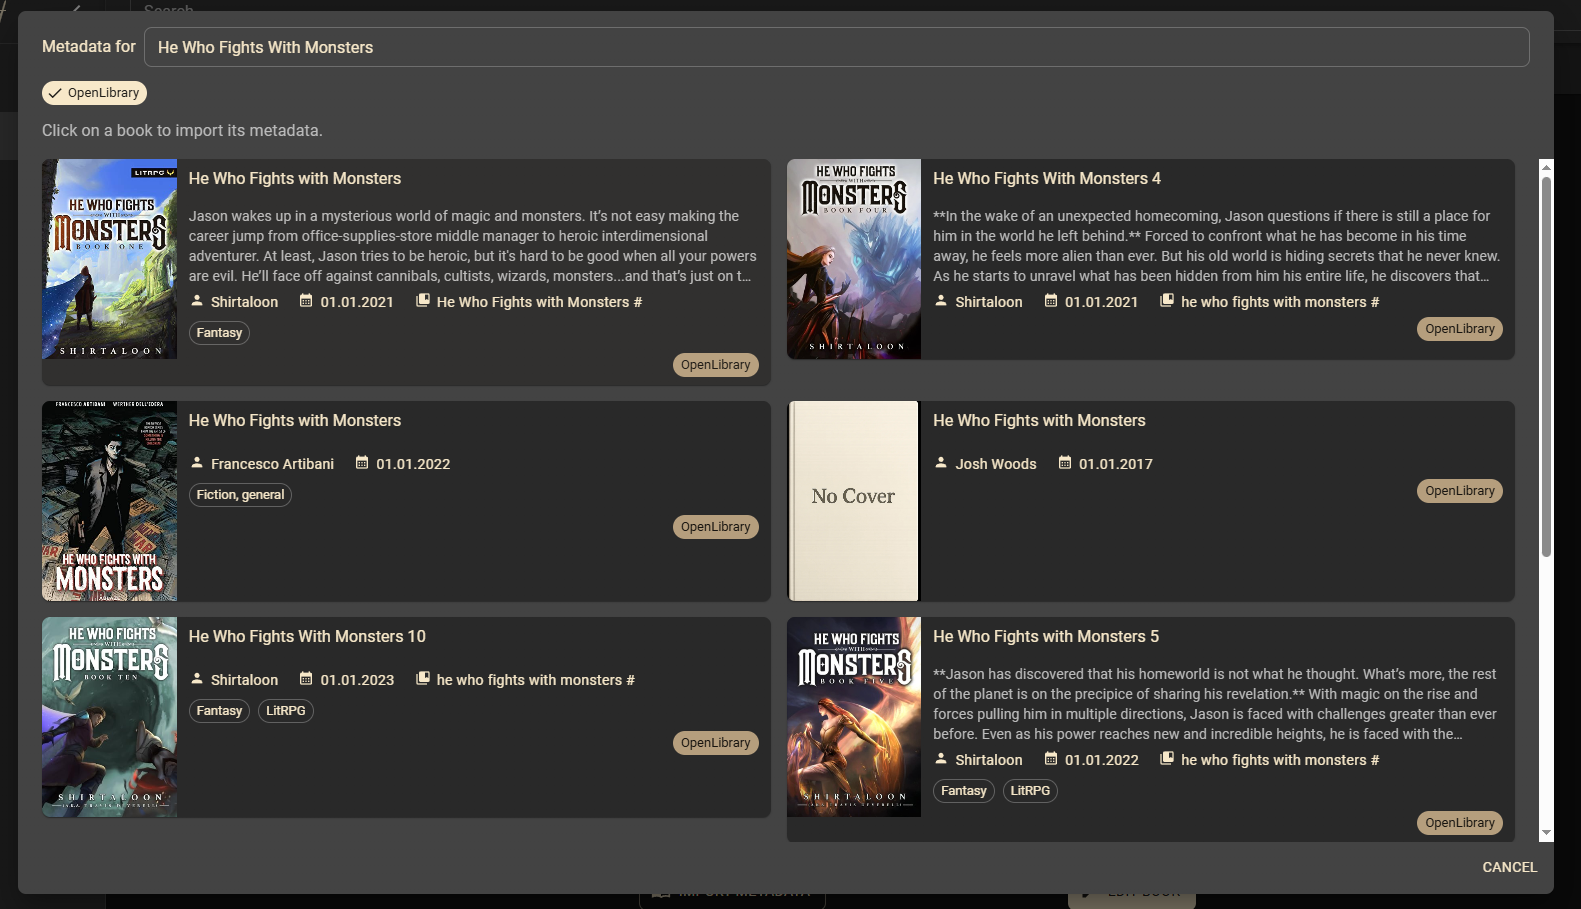 Search
Metadata for
He Who Fights With Monsters
OpenLibrary
Click on a book to import its metadata.
LITRPG
HE WHO FIGHTS
WITH
MONSTERS
BOOK ONE
SHIRTALOON
He Who Fights with Monsters
Jason wakes up in a mysterious world of magic and monsters. It’s not easy making the
career jump from office-supplies-store middle manager to heroic interdimensional
adventurer. At least, Jason tries to be heroic, but it's hard to be good when all your powers
are evil. He’ll face off against cannibals, cultists, wizards, monsters...and that’s just on t...
Shirtaloon 01.01.2021 He Who Fights with Monsters #
Fantasy
OpenLibrary
HE WHO FIGHTS
WITH
MONSTERS
BOOK FOUR
SHIRTALOON
He Who Fights With Monsters 4
**In the wake of an unexpected homecoming, Jason questions if there is still a place for
him in the world he left behind.** Forced to confront what he has become in his time
away, he feels more alien than ever. But his old world is hiding secrets that he never knew.
As he starts to unravel what has been hidden from him his entire life, he discovers that...
Shirtaloon 01.01.2021 he who fights with monsters #
OpenLibrary
FRANCESCO ARTIBANI WERTHER DELL'EDERA
HE WHO FIGHTS WITH
MONSTERS
He Who Fights with Monsters
Francesco Artibani 01.01.2022
Fiction, general
OpenLibrary
No Cover
He Who Fights with Monsters
Josh Woods 01.01.2017
OpenLibrary
HE WHO FIGHTS
WITH
MONSTERS
BOOK TEN
SHIRTALOON
He Who Fights With Monsters 10
Shirtaloon 01.01.2023 he who fights with monsters #
Fantasy LitRPG
OpenLibrary
HE WHO FIGHTS
WITH
MONSTERS
BOOK FIVE
SHIRTALOON
He Who Fights with Monsters 5
**Jason has discovered that his homeworld is not what he thought. What’s more, the rest
of the planet is on the precipice of sharing his revelation.** With magic on the rise and
forces pulling him in multiple directions, Jason is faced with challenges greater than ever
before. Even as his power reaches new and incredible heights, he is faced with the...
Shirtaloon 01.01.2022 he who fights with monsters #
Fantasy LitRPG
OpenLibrary
CANCEL
IMPORT METADATA
EDIT BOOK